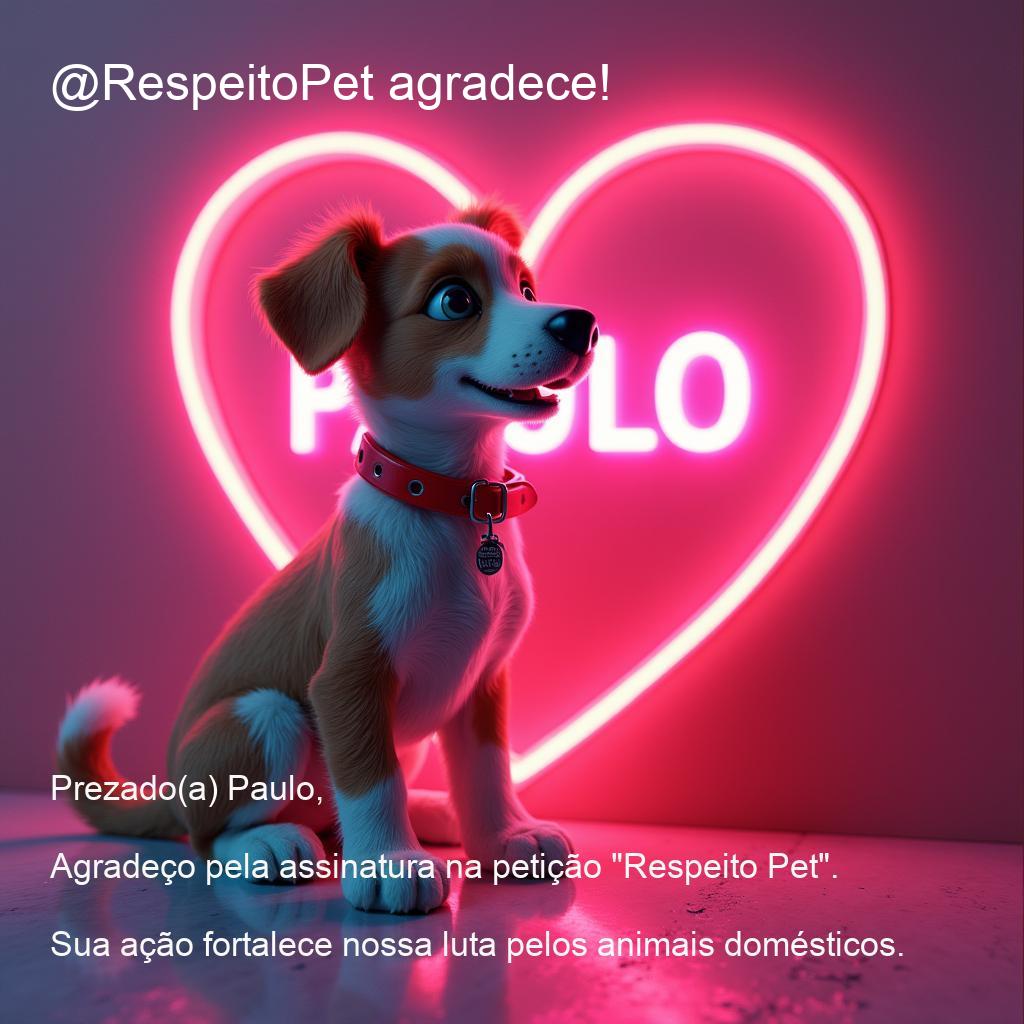 @RespeitoPet agradece!
LO
Prezado(a) Paulo,
Agradeço pela assinatura na petição "Respeito Pet".
Sua ação fortalece nossa luta pelos animais domésticos.